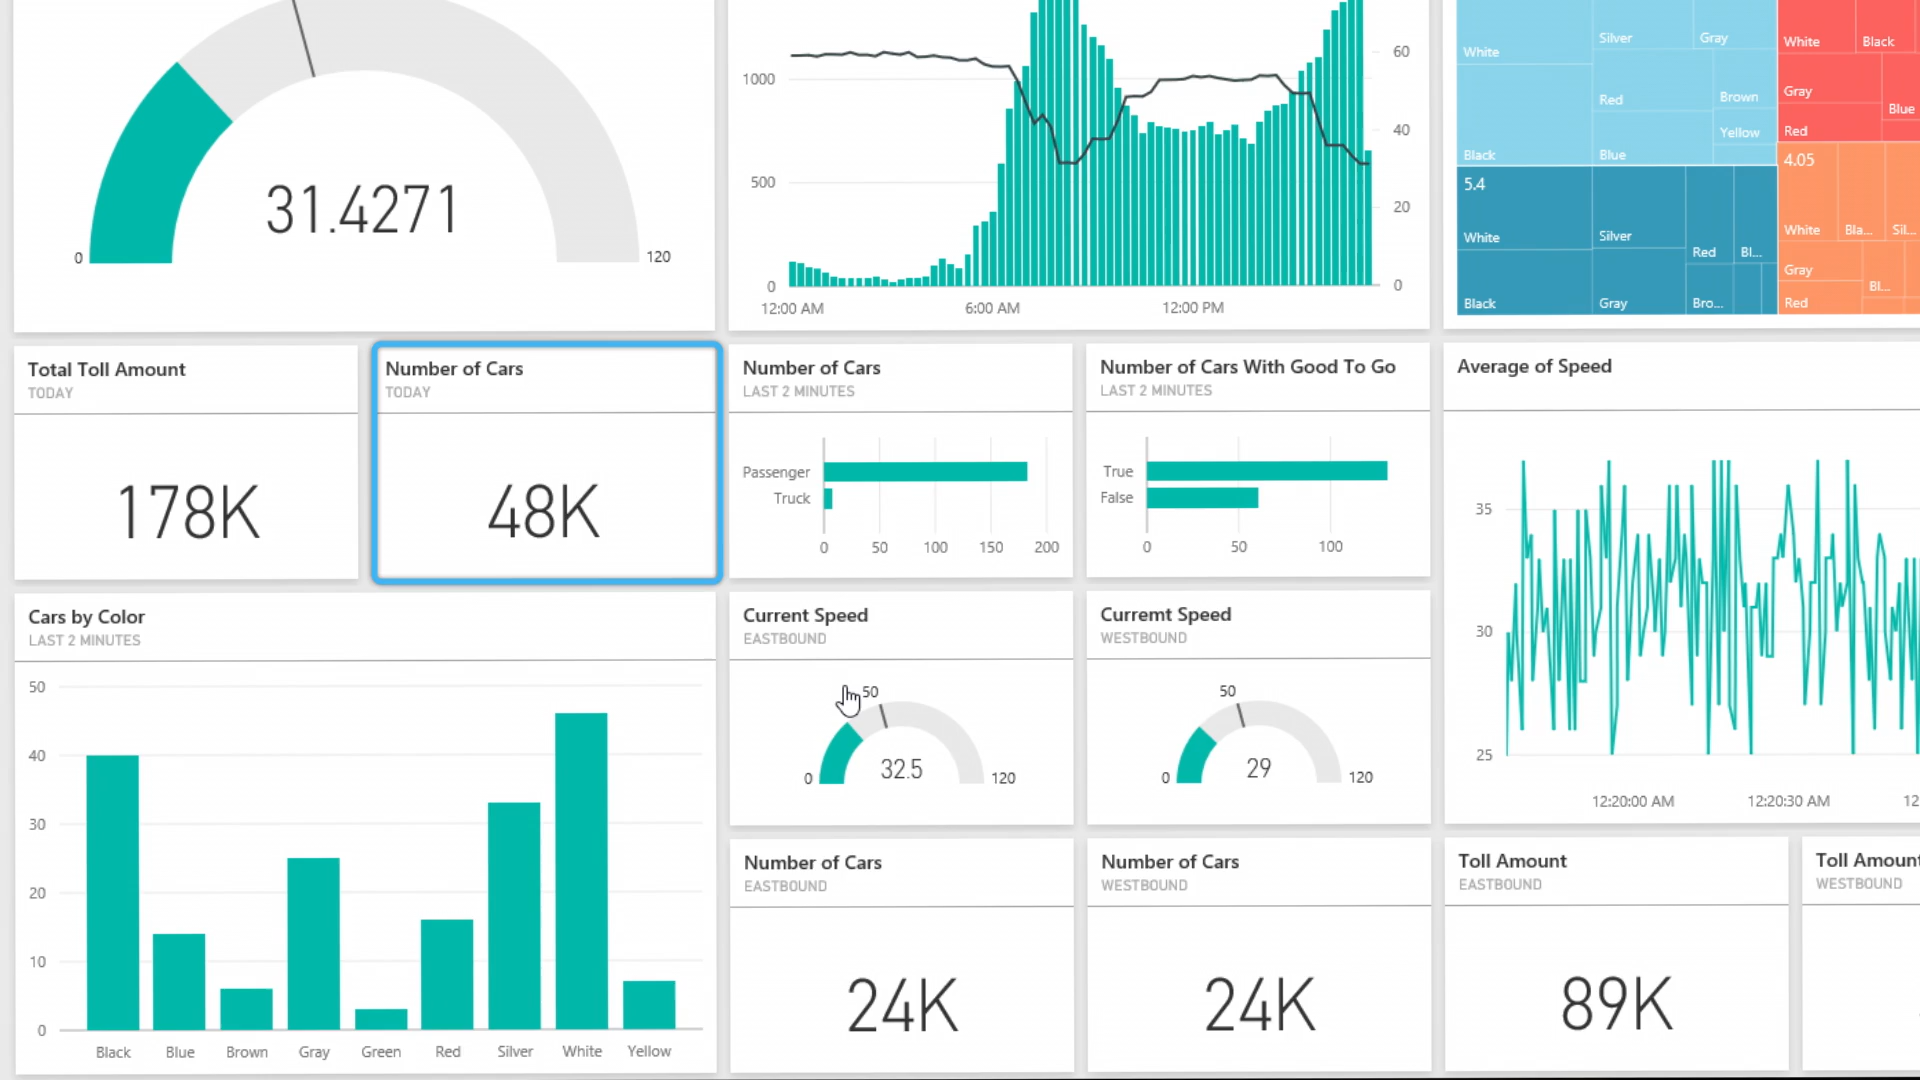 31.4271
0
120
1000
500
0
60
40
20
0
12:00 AM
6:00 AM
12:00 PM
White
Silver
Gray
Red
Brown
Yellow
Black
Blue
5.4
White
Silver
Red
Bl...
Black
Gray
Bro...
White
Black
Gray
Blue
Red
4.05
White
Bla...
Sil...
Gray
Bl...
Red
Total Toll Amount
TODAY
178K
Number of Cars
TODAY
48K
Number of Cars
LAST 2 MINUTES
Passenger
Truck
0 50 100 150 200
Number of Cars With Good To Go
LAST 2 MINUTES
True
False
0 50 100
Average of Speed
35
30
25
12:20:00 AM
12:20:30 AM
12
Cars by Color
LAST 2 MINUTES
50
40
30
20
10
0
Black Blue Brown Gray Green Red Silver White Yellow
Current Speed
EASTBOUND
50
32.5
0
120
Curremt Speed
WESTBOUND
50
29
0
120
Number of Cars
EASTBOUND
24K
Number of Cars
WESTBOUND
24K
Toll Amount
EASTBOUND
89K
Toll Amount
WESTBOUND